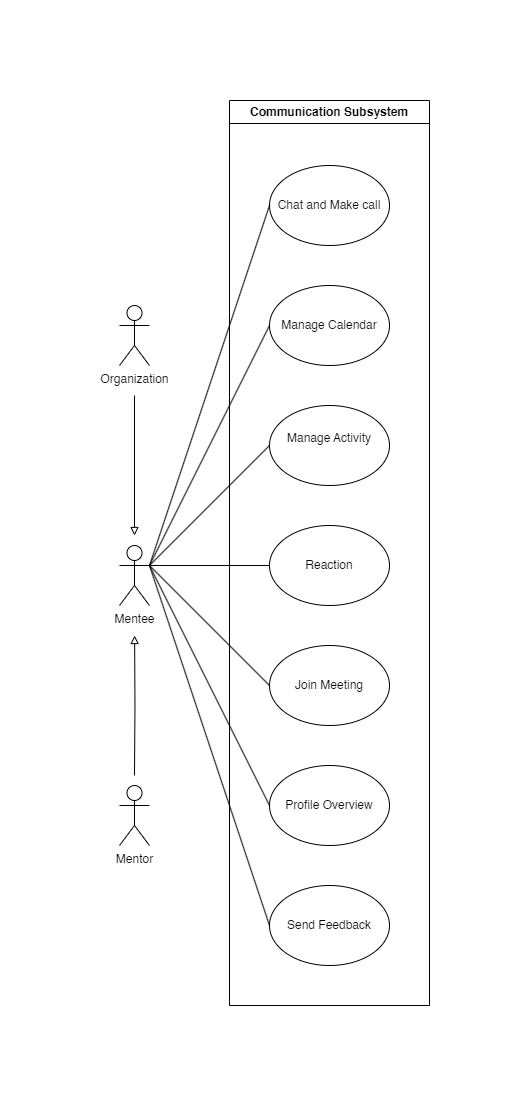 Communication Subsystem
Chat and Make call
Manage Calendar
Organization
Manage Activity
Reaction
Mentee
Join Meeting
Profile Overview
Mentor
Send Feedback